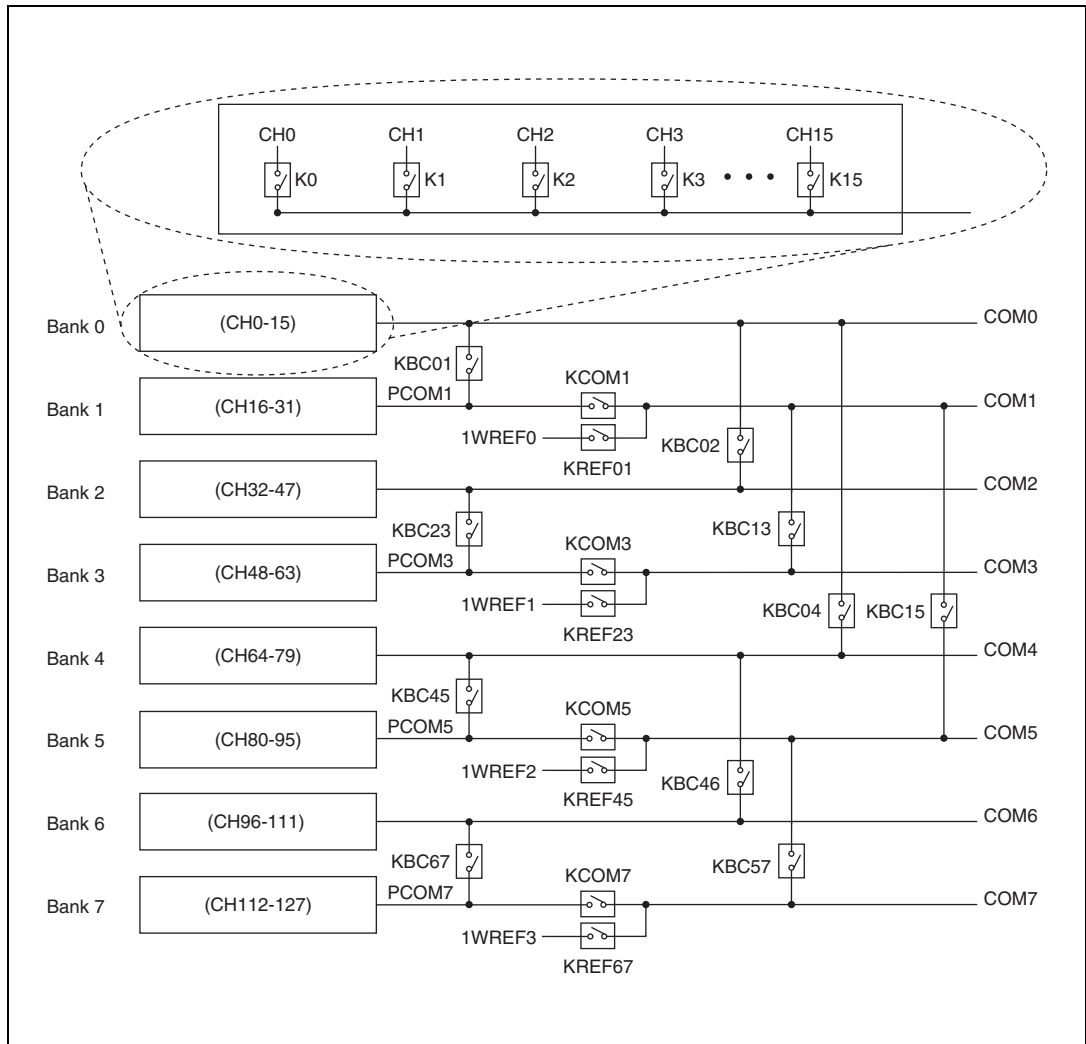 CH0 CH1 CH2 CH3 CH15
K0 K1 K2 K3 • • • K15
Bank 0 (CH0-15) COM0
KBC01
PCOM1 KCOM1
Bank 1 (CH16-31) COM1
1WREF0 KREF01
KBC02
Bank 2 (CH32-47) COM2
KBC23 KBC13
PCOM3 KCOM3
Bank 3 (CH48-63) COM3
1WREF1 KREF23
KBC04 KBC15
Bank 4 (CH64-79) COM4
KBC45
PCOM5 KCOM5
Bank 5 (CH80-95) COM5
1WREF2 KREF45
KBC46
Bank 6 (CH96-111) COM6
KBC67 KBC57
PCOM7 KCOM7
Bank 7 (CH112-127) COM7
1WREF3 KREF67